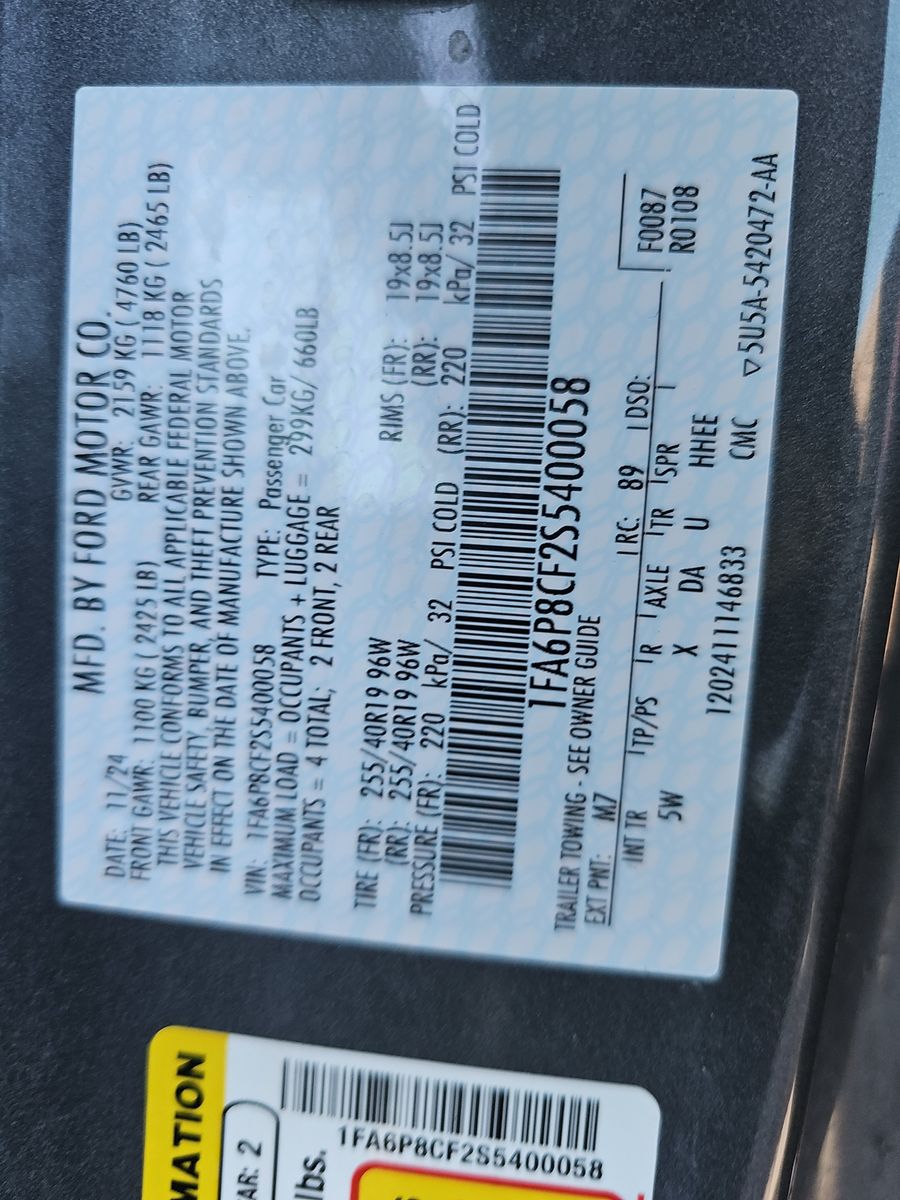 MFD. BY FORD MOTOR CO.
DATE: 11/24 GVWR: 2159 KG ( 4760 LB)
FRONT GAWR: 1100 KG ( 2425 LB) REAR GAWR: 1118 KG ( 2465 LB)
THIS VEHICLE CONFORMS TO ALL APPLICABLE FEDERAL MOTOR
VEHICLE SAFETY, BUMPER, AND THEFT PREVENTION STANDARDS
IN EFFECT ON THE DATE OF MANUFACTURE SHOWN ABOVE.
VIN: 1FA6P8CF2S5400058 TYPE: Passenger Car
MAXIMUM LOAD = OCCUPANTS + LUGGAGE = 299KG/ 660LB
OCCUPANTS = 4 TOTAL; 2 FRONT, 2 REAR
TIRE (FR): 255/40R19 96W RIMS (FR): 19x8.5J
(RR): 255/40R19 96W (RR): 19x8.5J
PRESSURE (FR): 220 kPa/ 32 PSI COLD (RR): 220 kPa/ 32 PSI COLD
1FA6P8CF2S5400058
TRAILER TOWING - SEE OWNER GUIDE
EXT PNT: M7 RC: 89 DSO: F0087
INT TR TP/PS R AXLE TR SPR R0108
5W X DA U HHEE
120241114683​3 CMC ▽5U5A-5420472-AA
MATION
AR: 2
lbs.
1FA6P8CF2S5400058